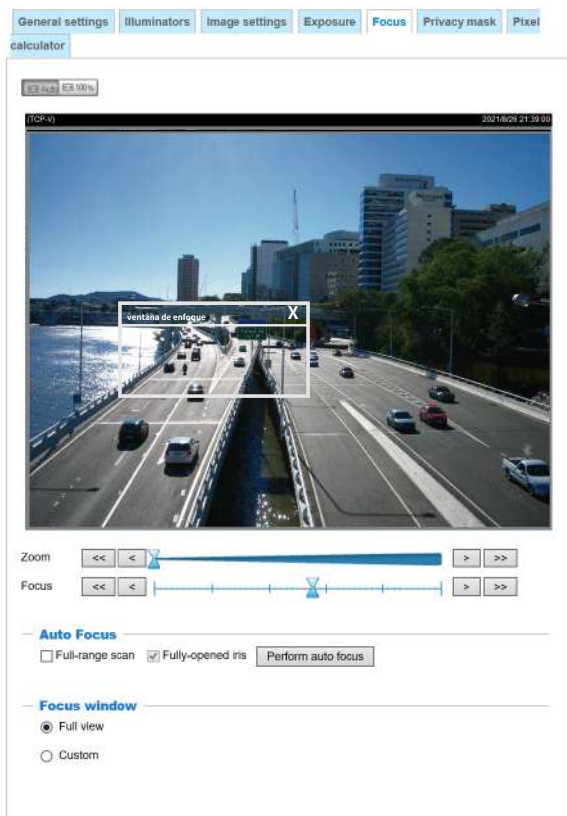 General settings Illuminators Image settings Exposure Focus Privacy mask Pixel
calculator
Auto 100%
(TCP-V) 2021/8/26 21:39:00
ventana de enfoque X
Zoom << < > >>
Focus << < > >>
Auto Focus
Full-range scan Fully-opened iris Perform auto focus
Focus window
Full view
Custom